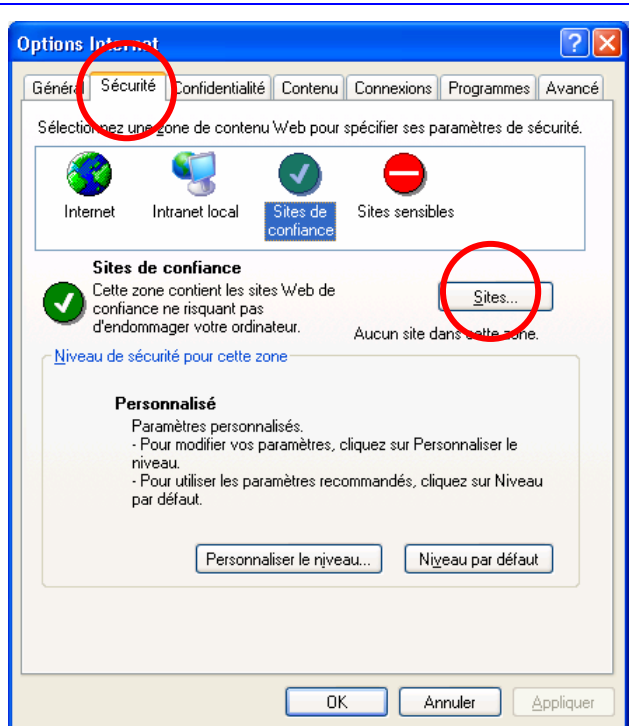 Options Internet
Général Sécurité Confidentialité Contenu Connexions Programmes Avancé
Sélectionnez une zone de contenu Web pour spécifier ses paramètres de sécurité.
Internet Intranet local Sites de confiance Sites sensibles
Sites de confiance
Cette zone contient les sites Web de
confiance ne risquant pas
d'endommager votre ordinateur.
Sites...
Aucun site dans cette zone.
Niveau de sécurité pour cette zone
Personnalisé
Paramètres personnalisés.
- Pour modifier vos paramètres, cliquez sur Personnaliser le
niveau.
- Pour utiliser les paramètres recommandés, cliquez sur Niveau
par défaut.
Personnaliser le niveau... Niveau par défaut
OK Annuler Appliquer